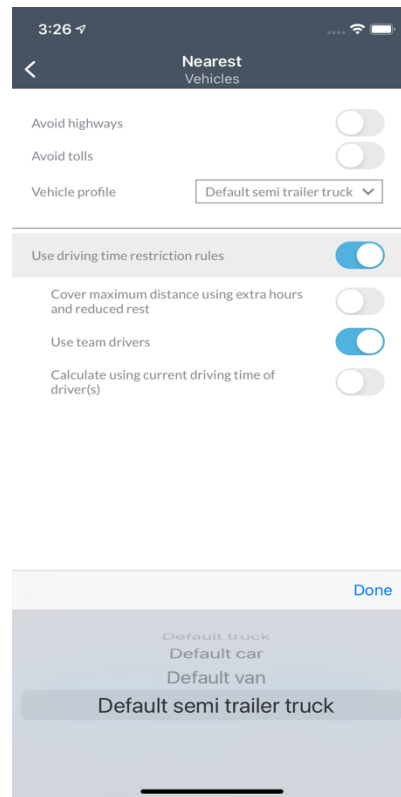 3:26
Nearest
Vehicles
Avoid highways
Avoid tolls
Vehicle profile
Default semi trailer truck
Use driving time restriction rules
Cover maximum distance using extra hours
and reduced rest
Use team drivers
Calculate using current driving time of
driver(s)
Done
Default truck
Default car
Default van
Default semi trailer truck